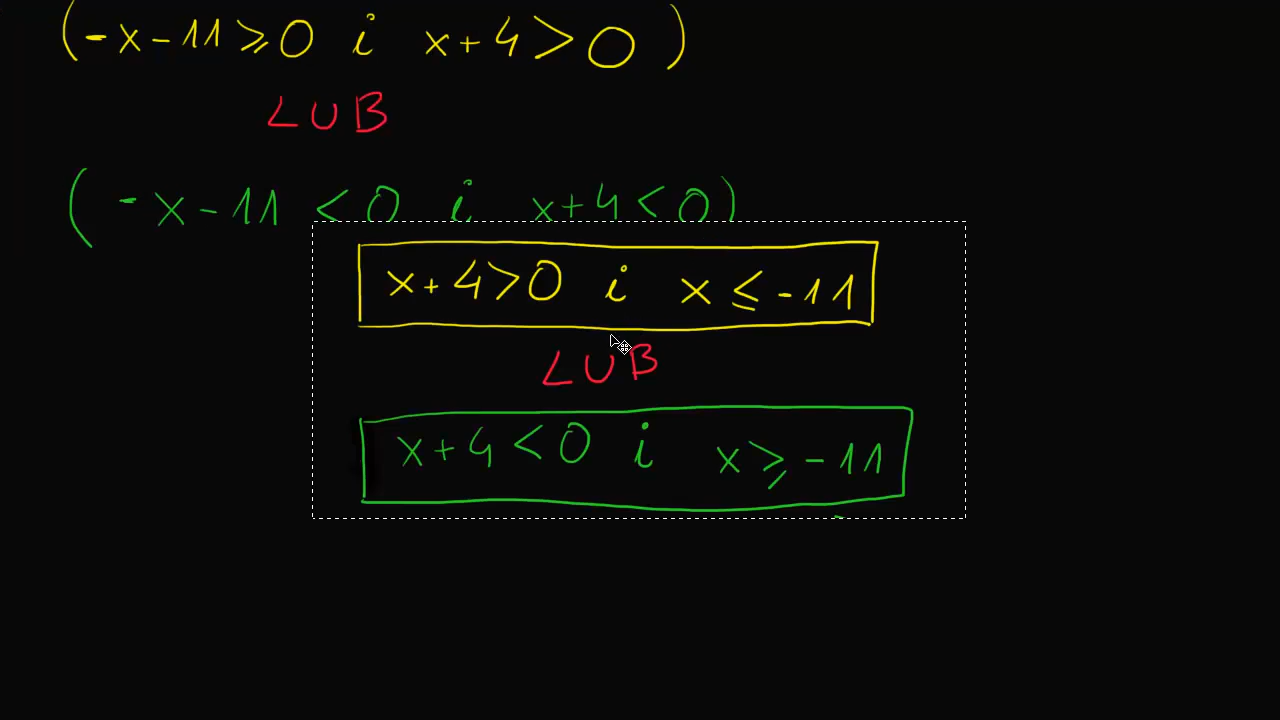 (-x-11⩾0 i x+4>0)
LUB
(-x-11<0 i x+4<0)
x+4>0 i x≤-11
LUB
x+4<0 i x⩾-11